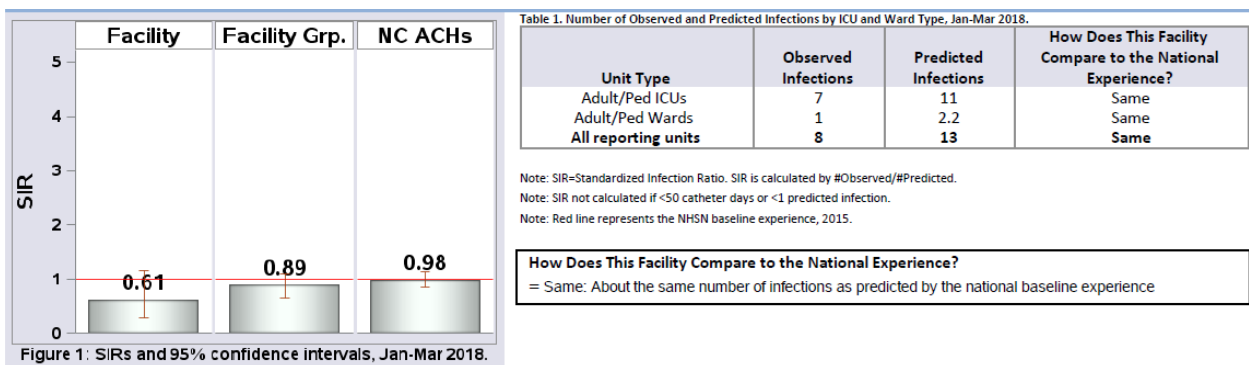 Facility Facility Grp. NC ACHs
5
4
3
2
1
0
SIR
0.61 0.89 0.98
Figure 1: SIRs and 95% confidence intervals, Jan-Mar 2018.
Table 1. Number of Observed and Predicted Infections by ICU and Ward Type, Jan-Mar 2018.
Unit Type Observed Infections Predicted Infections How Does This Facility Compare to the National Experience?
Adult/Ped ICUs 7 11 Same
Adult/Ped Wards 1 2.2 Same
All reporting units 8 13 Same
Note: SIR=Standardized Infection Ratio. SIR is calculated by #Observed/#Predicted.
Note: SIR not calculated if <50 catheter days or <1 predicted infection.
Note: Red line represents the NHSN baseline experience, 2015.
How Does This Facility Compare to the National Experience?
= Same: About the same number of infections as predicted by the national baseline experience